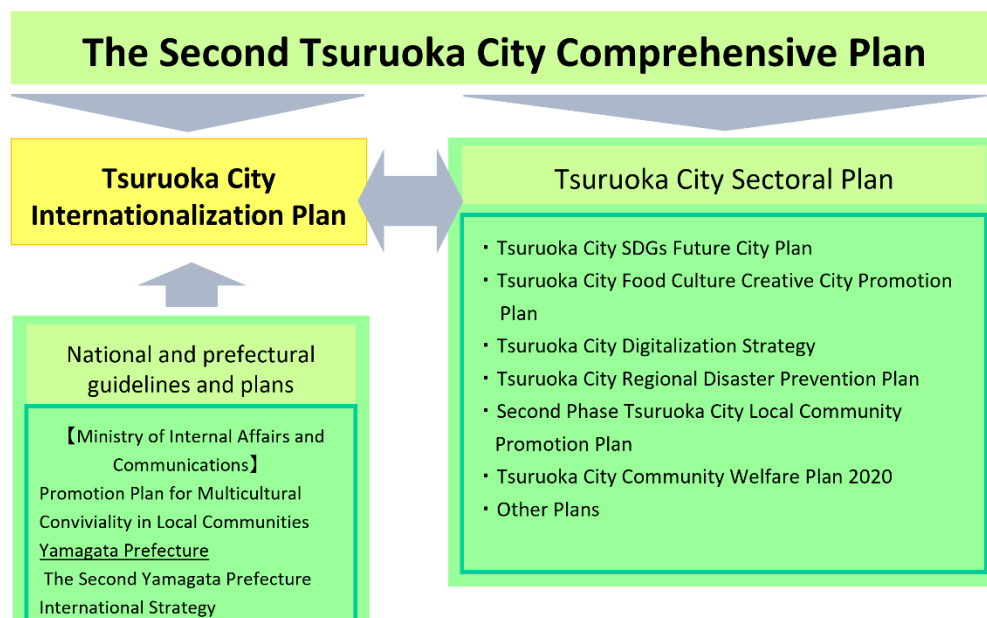 The Second Tsuruoka City Comprehensive Plan
Tsuruoka City
Internationalization Plan
Tsuruoka City Sectoral Plan
・Tsuruoka City SDGs Future City Plan
・Tsuruoka City Food Culture Creative City Promotion
Plan
・Tsuruoka City Digitalization Strategy
・Tsuruoka City Regional Disaster Prevention Plan
・Second Phase Tsuruoka City Local Community
Promotion Plan
・Tsuruoka City Community Welfare Plan 2020
・Other Plans
National and prefectural
guidelines and plans
【Ministry of Internal Affairs and
Communications】
Promotion Plan for Multicultural
Conviviality in Local Communities
Yamagata Prefecture
The Second Yamagata Prefecture
International Strategy